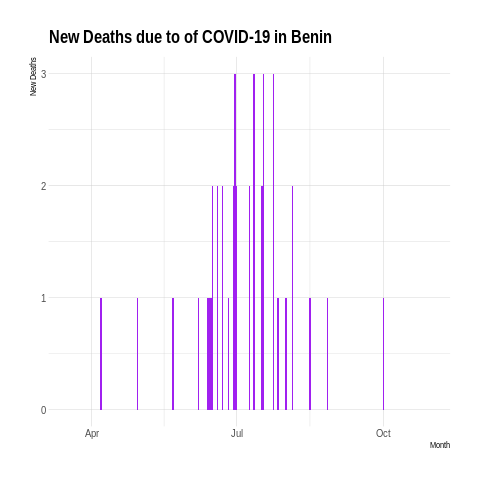 New Deaths due to of COVID-19 in Benin
New Deaths
3
2
1
0
Apr
Jul
Oct
Month